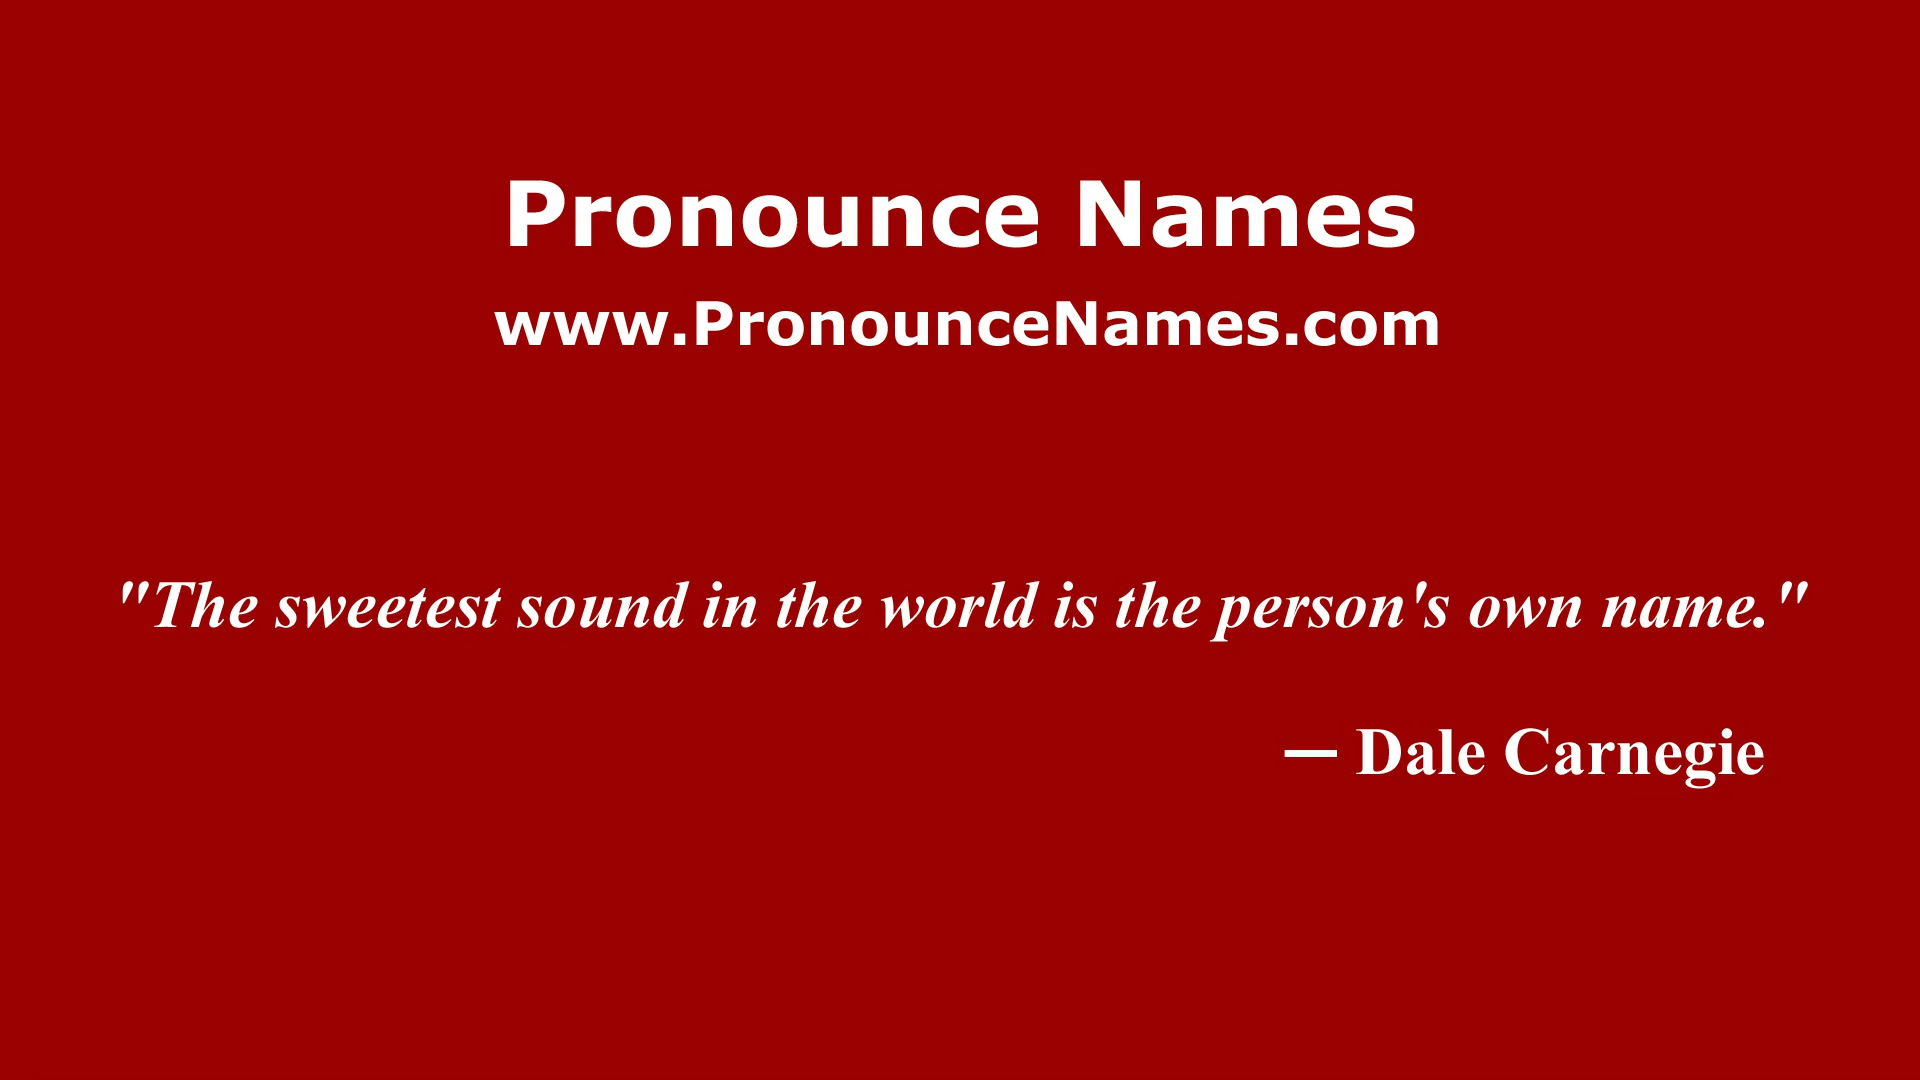 Pronounce Names
www.PronounceNames.com
"The sweetest sound in the world is the person's own name."
— Dale Carnegie